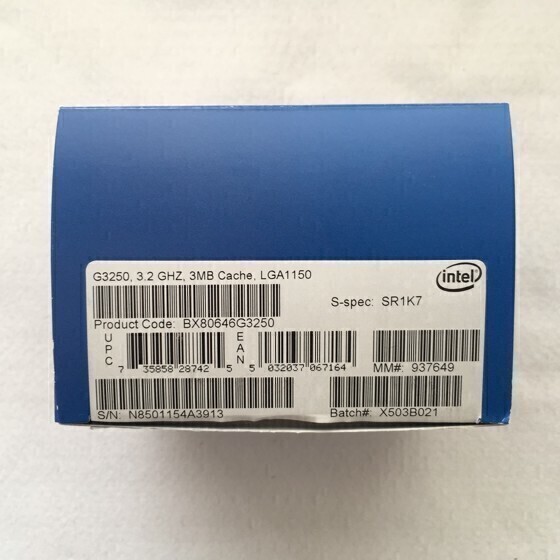 G3250, 3.2 GHZ, 3MB Cache, LGA1150
intel
S-spec: SR1K7
Product Code: BX80646G3250
UPC
7 35858 28742 5
EAN
5 032037 067164
MM#: 937649
S/N: N8501154A3913
Batch#: X503B021